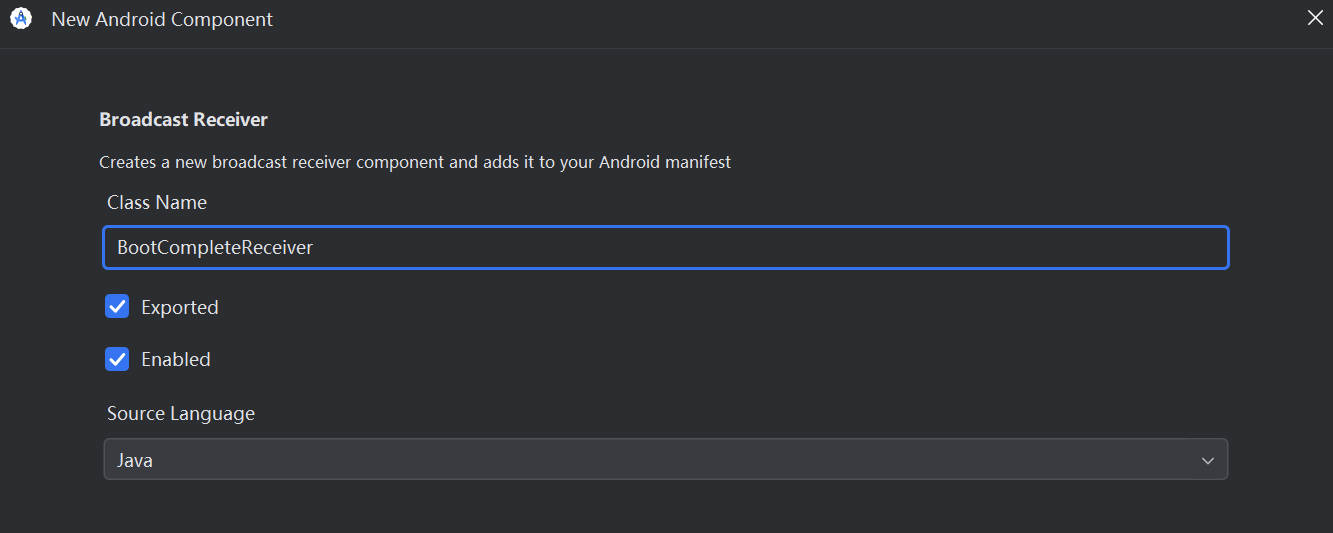 New Android Component
Broadcast Receiver
Creates a new broadcast receiver component and adds it to your Android manifest
Class Name
BootCompleteReceiver
Exported
Enabled
Source Language
Java